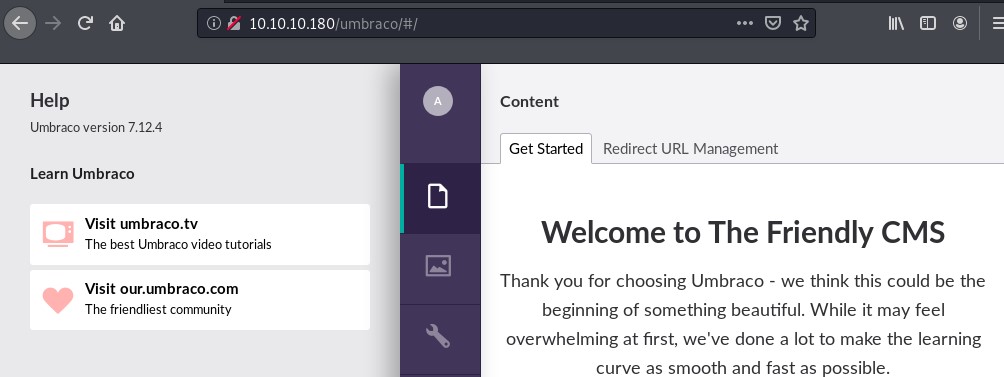 10.10.10.180/umbraco/#/
Help
Umbraco version 7.12.4
Learn Umbraco
Visit umbraco.tv
The best Umbraco video tutorials
Visit our.umbraco.com
The friendliest community
A
Content
Get Started Redirect URL Management
Welcome to The Friendly CMS
Thank you for choosing Umbraco - we think this could be the
beginning of something beautiful. While it may feel
overwhelming at first, we've done a lot to make the learning
curve as smooth and fast as possible.